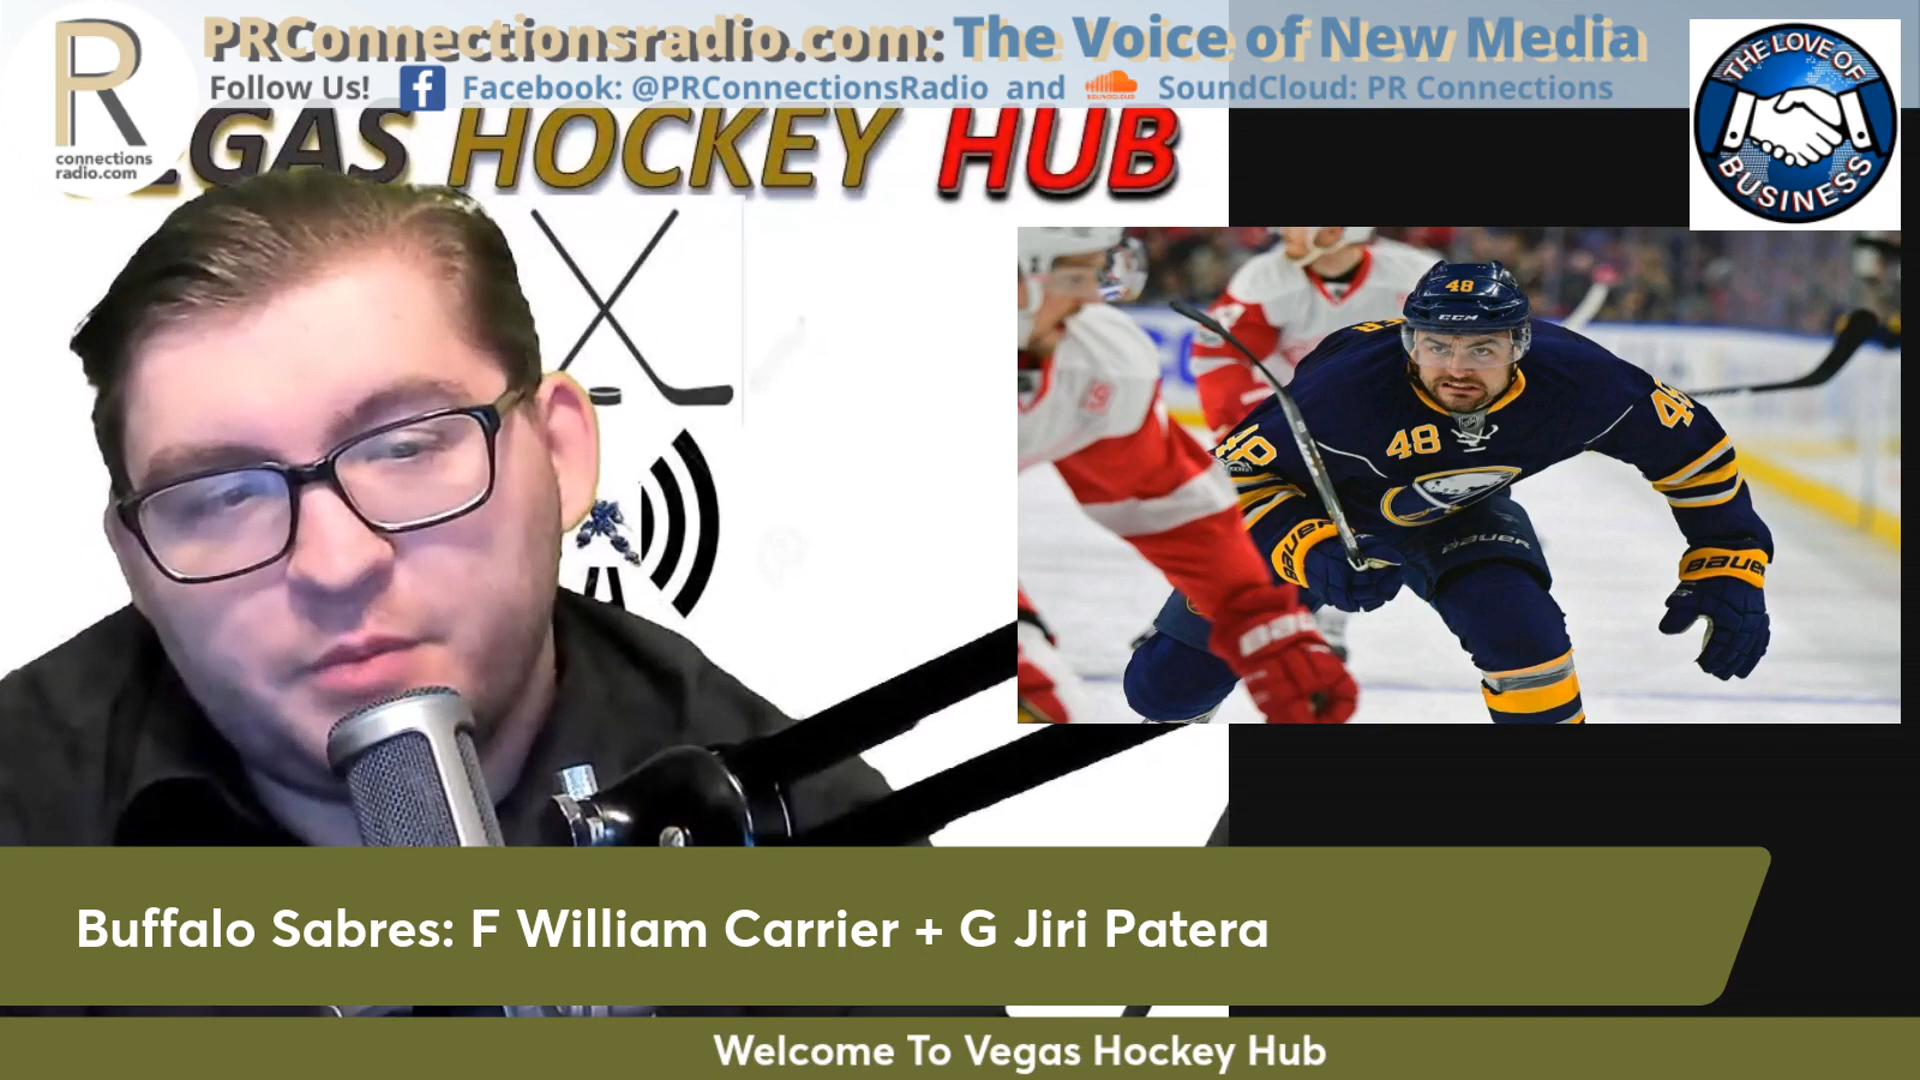 PRConnectionsradio.com: The Voice of New Media
Follow Us! f Facebook: @PRConnectionsRadio and SOUNDCLOUD SoundCloud: PR Connections
R
connections
radio.com
THE LOVE OF
BUSINESS
GAS HOCKEY HUB
48
CCM
48
48
48
BAUER
BAUER
BAUER
Buffalo Sabres: F William Carrier + G Jiri Patera
Welcome To Vegas Hockey Hub